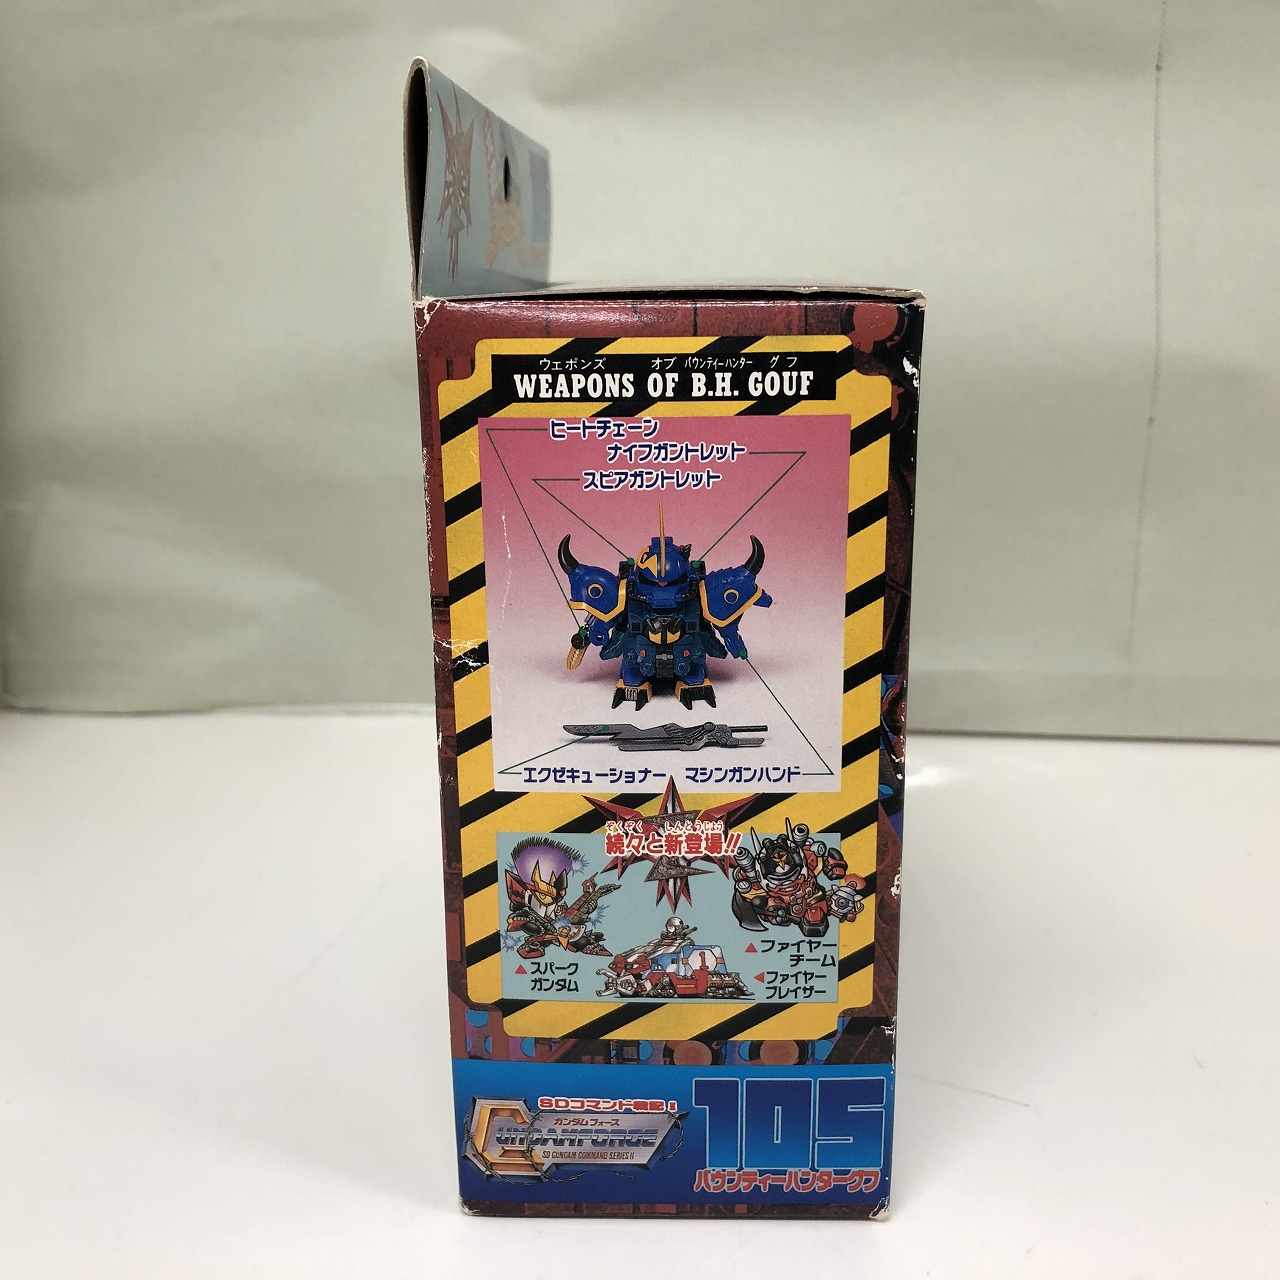 ウェポンズ オブ バウンティーハンター グフ
WEAPONS OF B.H. GOUF
ヒートチェーン
ナイフガントレット
スピアガントレット
エクゼキューショナー マシンガンハンド
ぞくぞく しんとうじょう
続々と新登場!!
▲ファイヤー
チーム
▲スパーク
ガンダム
◀ファイヤー
ブレイザー
1
SDコマンド戦記II
ガンダムフォース
GUNDAMFORCE
SD GUNDAM COMMAND SERIES II
105
バウンティーハンターグフ